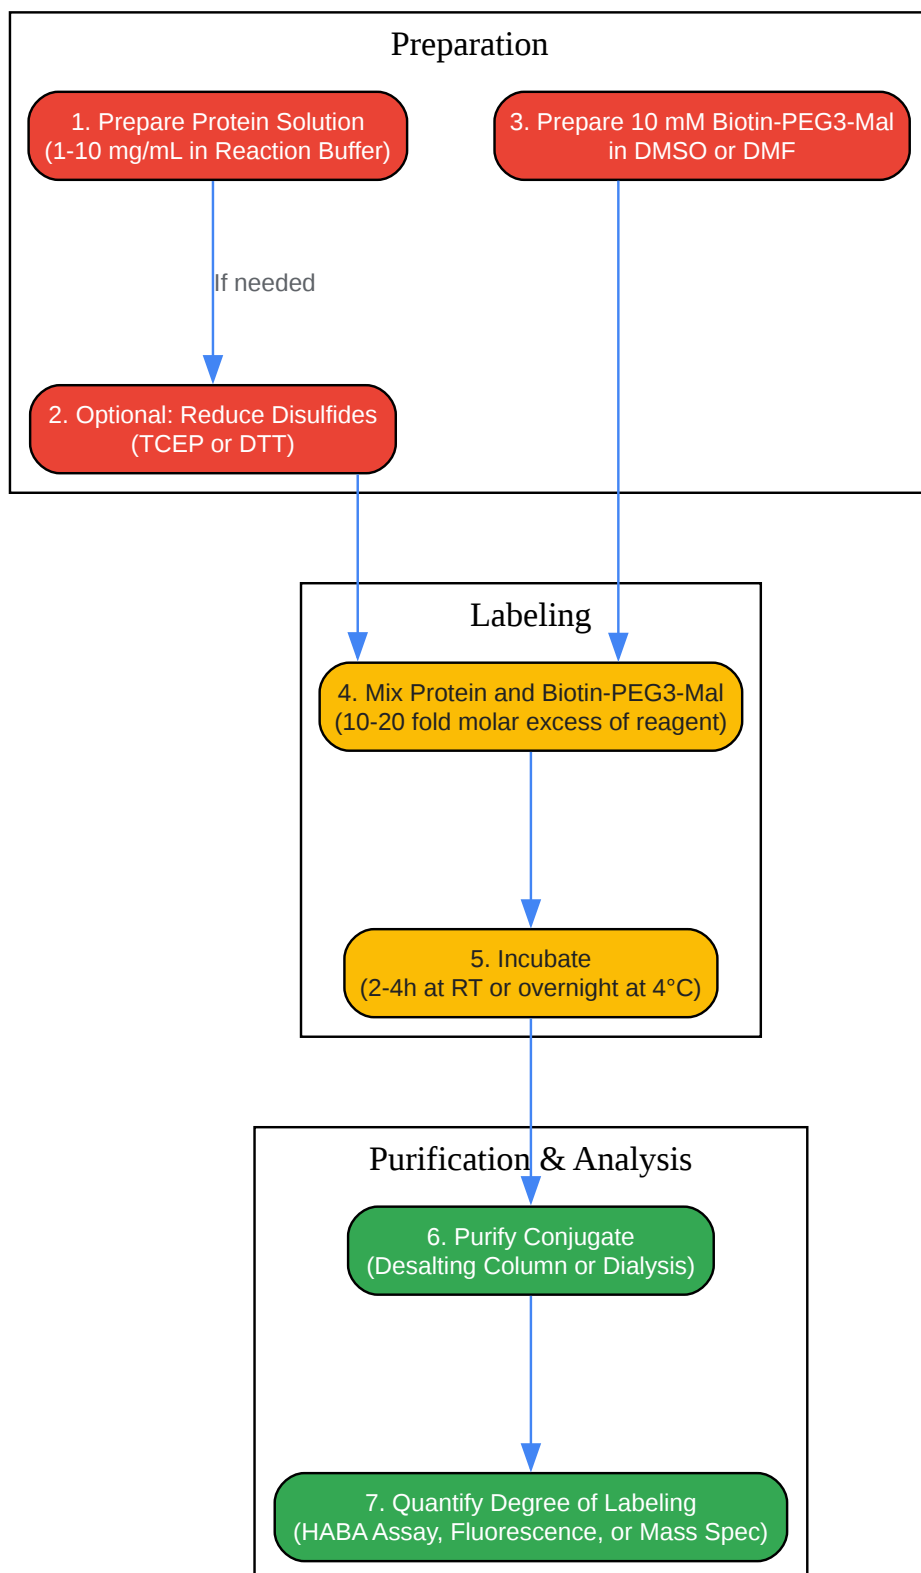 Preparation
1. Prepare Protein Solution
(1-10 mg/mL in Reaction Buffer)
3. Prepare 10 mM Biotin-PEG3-Mal
in DMSO or DMF
If needed
2. Optional: Reduce Disulfides
(TCEP or DTT)
Labeling
4. Mix Protein and Biotin-PEG3-Mal
(10-20 fold molar excess of reagent)
5. Incubate
(2-4h at RT or overnight at 4°C)
Purification & Analysis
6. Purify Conjugate
(Desalting Column or Dialysis)
7. Quantify Degree of Labeling
(HABA Assay, Fluorescence, or Mass Spec)